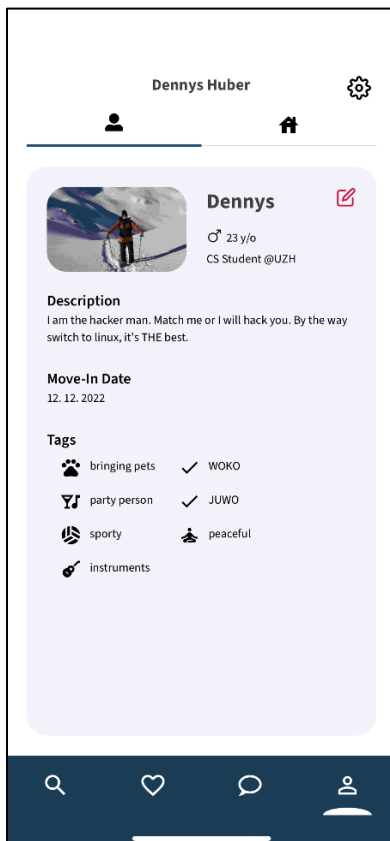 Dennys Huber
Dennys
23 y/o
CS Student @UZH
Description
I am the hacker man. Match me or I will hack you. By the way
switch to linux, it's THE best.
Move-In Date
12. 12. 2022
Tags
bringing pets
WOKO
party person
JUWO
sporty
peaceful
instruments